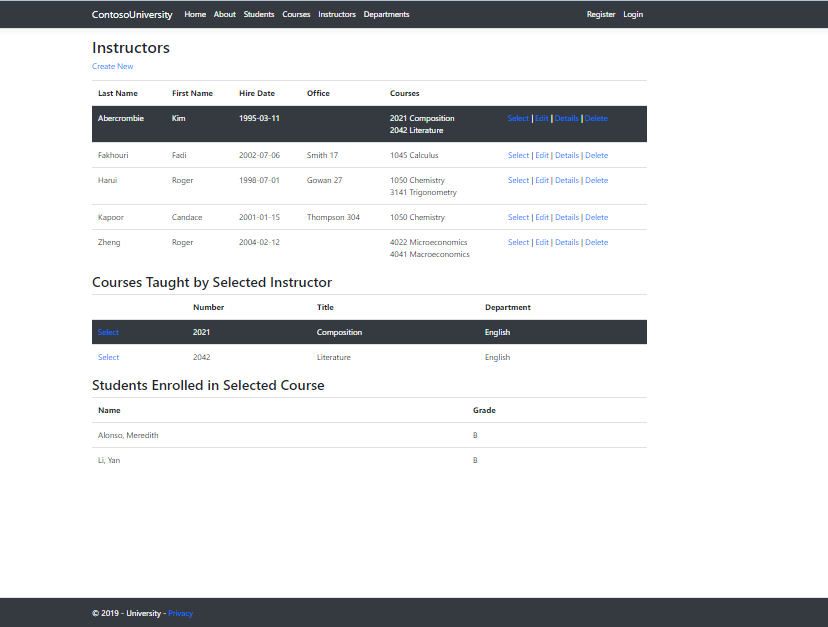 ContosoUniversity Home About Students Courses Instructors Departments Register Login
Instructors
Create New
Last Name First Name Hire Date Office Courses
Abercrombie Kim 1995-03-11 2021 Composition Select | Edit | Details | Delete
2042 Literature
Fakhouri Fadi 2002-07-06 Smith 17 1045 Calculus Select | Edit | Details | Delete
Harui Roger 1998-07-01 Gowan 27 1050 Chemistry Select | Edit | Details | Delete
3141 Trigonometry
Kapoor Candace 2001-01-15 Thompson 304 1050 Chemistry Select | Edit | Details | Delete
Zheng Roger 2004-02-12 4022 Microeconomics Select | Edit | Details | Delete
4041 Macroeconomics
Courses Taught by Selected Instructor
Number Title Department
Select 2021 Composition English
Select 2042 Literature English
Students Enrolled in Selected Course
Name Grade
Alonso, Meredith B
Li, Yan B
© 2019 - University - Privacy